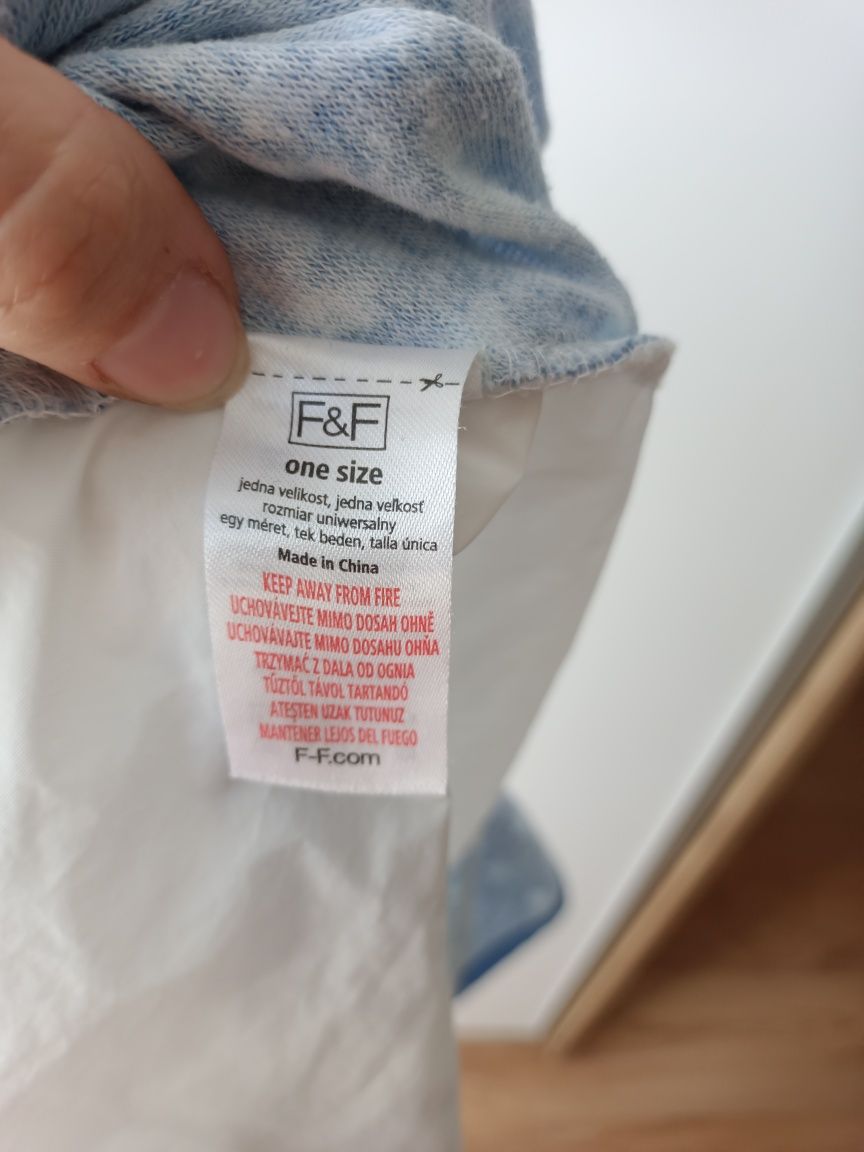 F&F
one size
jedna velikost, jedna veľkosť
rozmiar uniwersalny
egy méret, tek beden, talla única
Made in China
KEEP AWAY FROM FIRE
UCHOVÁVEJTE MIMO DOSAH OHNĚ
UCHOVÁVAJTE MIMO DOSAHU OHŇA
TRZYMAĆ Z DALA OD OGNIA
TŰZTŐL TÁVOL TARTANDÓ
ATEŞTEN UZAK TUTUNUZ
MANTENER LEJOS DEL FUEGO
F-F.com